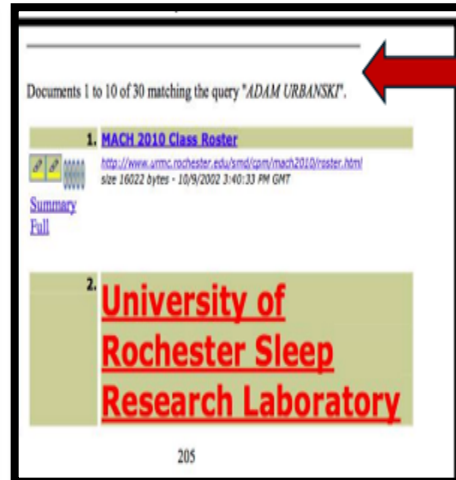 Documents 1 to 10 of 30 matching the query "ADAM URBANSKI".
1. MACH 2010 Class Roster
http://www.urmc.rochester.edu/smd/cpm/mach2010/roster.html
size 16022 bytes - 10/9/2002 3:40:33 PM GMT
Summary
Full
2. University of
Rochester Sleep
Research Laboratory
205